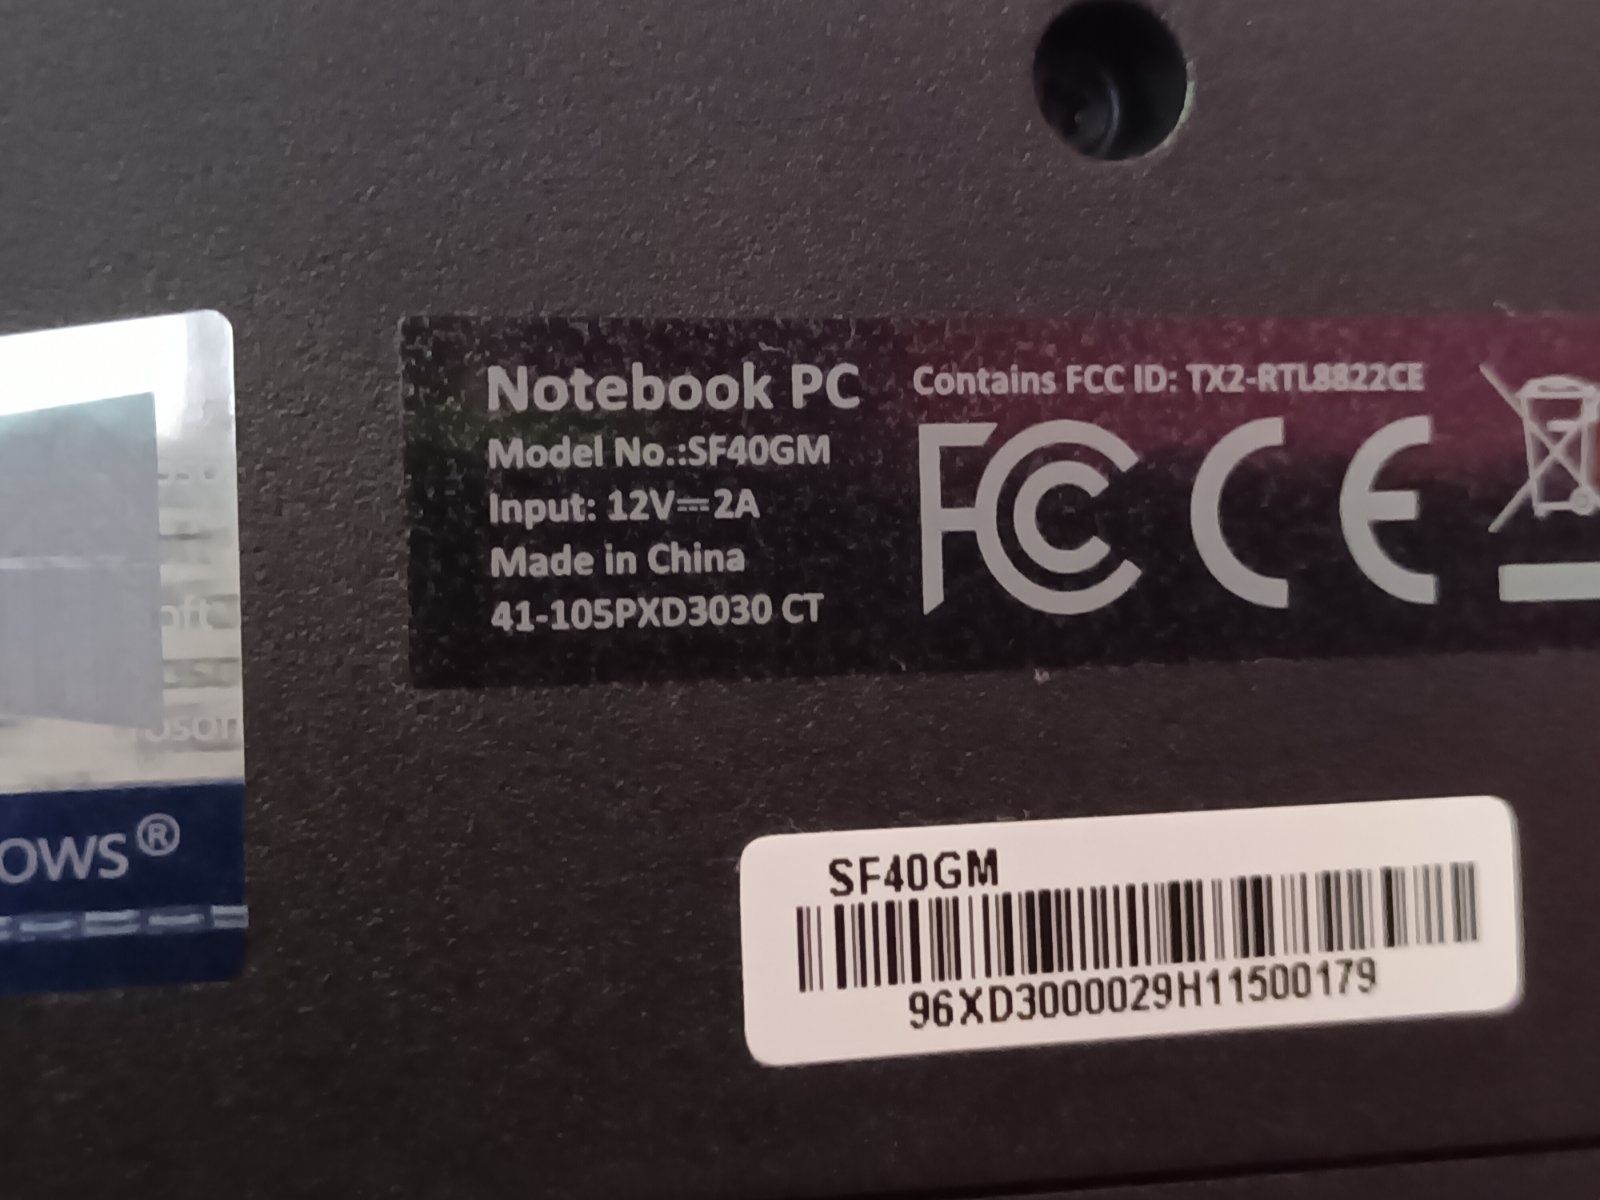 Notebook PC
Model No.:SF40GM
Input: 12V⎓2A
Made in China
41-105PXD3030 CT
Contains FCC ID: TX2-RTL8822CE
FC CE
ows®
SF40GM
96XD3000029H11500179